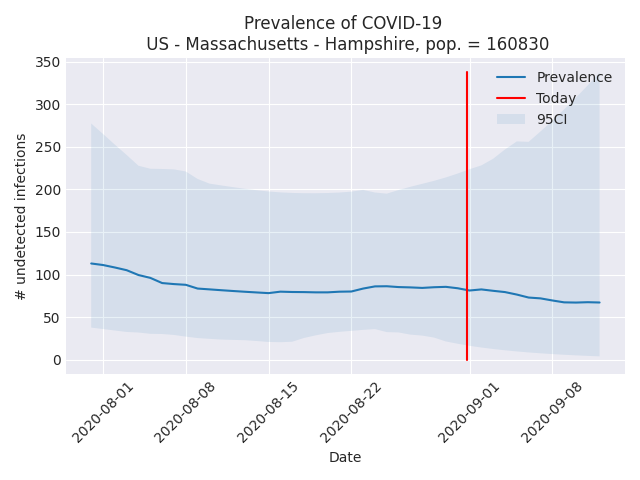 Prevalence of COVID-19
US - Massachusetts - Hampshire, pop. = 160830
350
300
250
200
150
100
50
0
# undetected infections
Prevalence
Today
95CI
2020-08-01
2020-08-08
2020-08-15
2020-08-22
2020-09-01
2020-09-08
Date